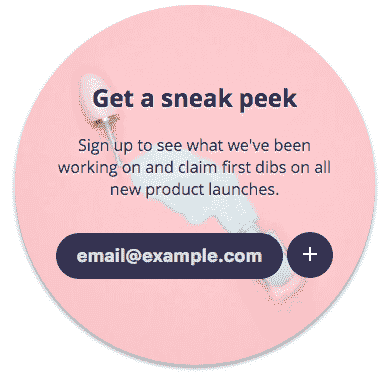 Get a sneak peek
Sign up to see what we've been
working on and claim first dibs on all
new product launches.
email@example.com +